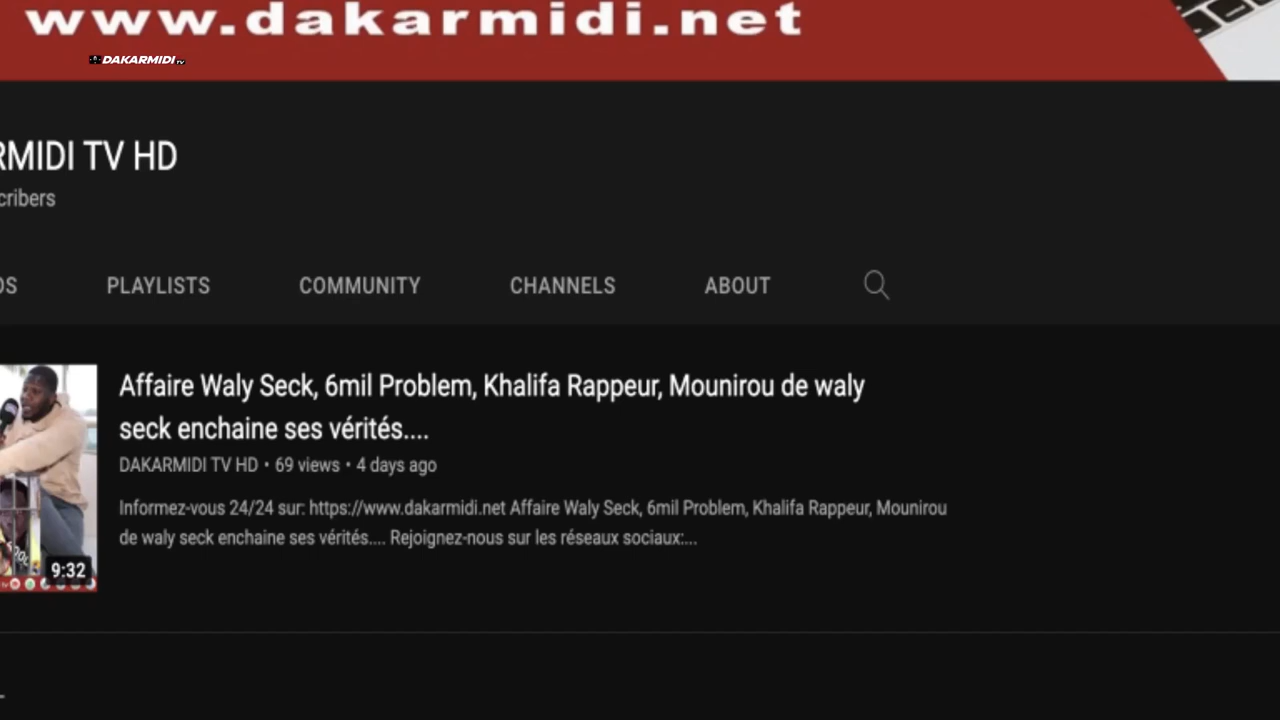 www.dakarmidi.net
DAKARMIDI TV
RMIDI TV HD
cribers
OS
PLAYLISTS
COMMUNITY
CHANNELS
ABOUT
Affaire Waly Seck, 6mil Problem, Khalifa Rappeur, Mounirou de waly
seck enchaine ses vérités....
DAKARMIDI TV HD • 69 views • 4 days ago
Informez-vous 24/24 sur: https://www.dakarmidi.net Affaire Waly Seck, 6mil Problem, Khalifa Rappeur, Mounirou
de waly seck enchaine ses vérités.... Rejoignez-nous sur les réseaux sociaux:...
9:32